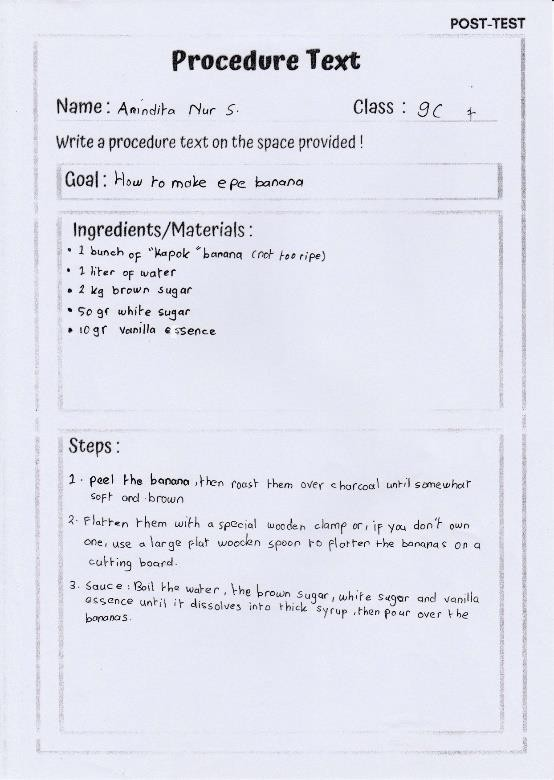 POST-TEST
Procedure Text
Name : Anindita Nur S. Class : 9C 7
Write a procedure text on the space provided !
Goal : How to make epe banana
Ingredients/Materials :
• 1 bunch of "kapok" banana (not too ripe)
• 1 liter of water
• 2 kg brown sugar
• 50 gr white sugar
• 10 gr vanilla essence
Steps :
1. peel the banana, then roast them over charcoal until somewhat
soft and brown
2. Flatten them with a special wooden clamp or, if you don't own
one, use a large flat wooden spoon to flatter the bananas on a
cutting board.
3. Sauce : Boil the water, the brown sugar, white sugar and vanilla
essence until it dissolves into thick syrup, then pour over the
bananas.